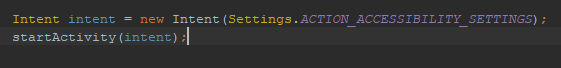 Intent intent = new Intent(Settings.ACTION_ACCESSIBILITY_SETTINGS);
startActivity(intent);